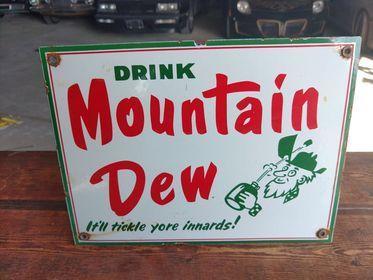 DRINK
Mountain
Dew
It'll tickle yore innards!